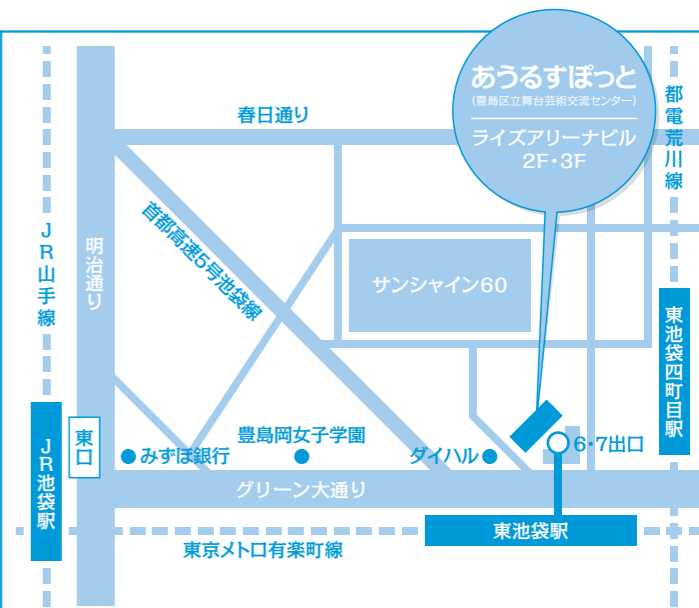 あうるすぽっと
(豊島区立舞台芸術交流センター)
ライズアリーナビル
2F・3F
春日通り
都電荒川線
JR山手線
明治通り
首都高速5号池袋線
サンシャイン60
東池袋四町目駅
JR池袋駅
東口
みずほ銀行
豊島岡女子学園
ダイハル
6・7出口
グリーン大通り
東池袋駅
東京メトロ有楽町線